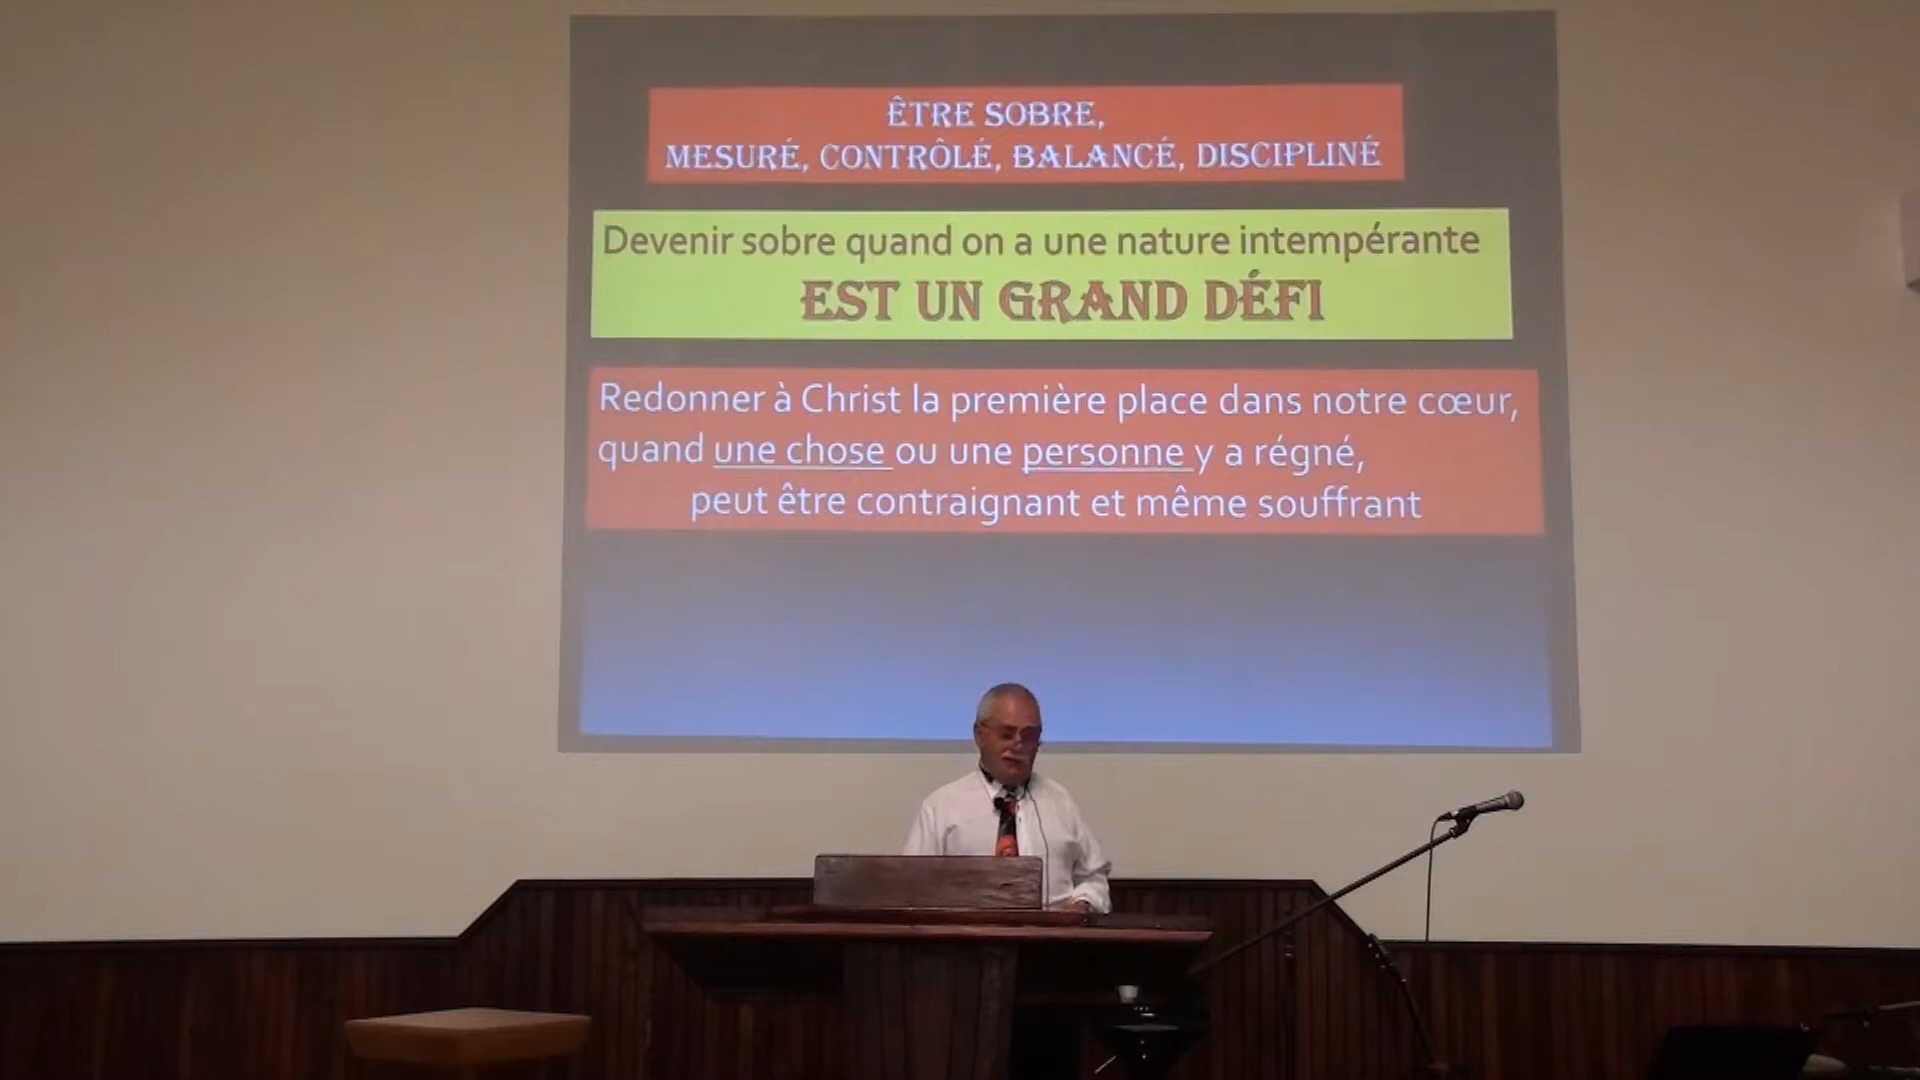 ÊTRE SOBRE,
MESURÉ, CONTRÔLÉ, BALANCÉ, DISCIPLINÉ
Devenir sobre quand on a une nature intempérante
EST UN GRAND DÉFI
Redonner à Christ la première place dans notre cœur,
quand une chose ou une personne y a régné,
peut être contraignant et même souffrant